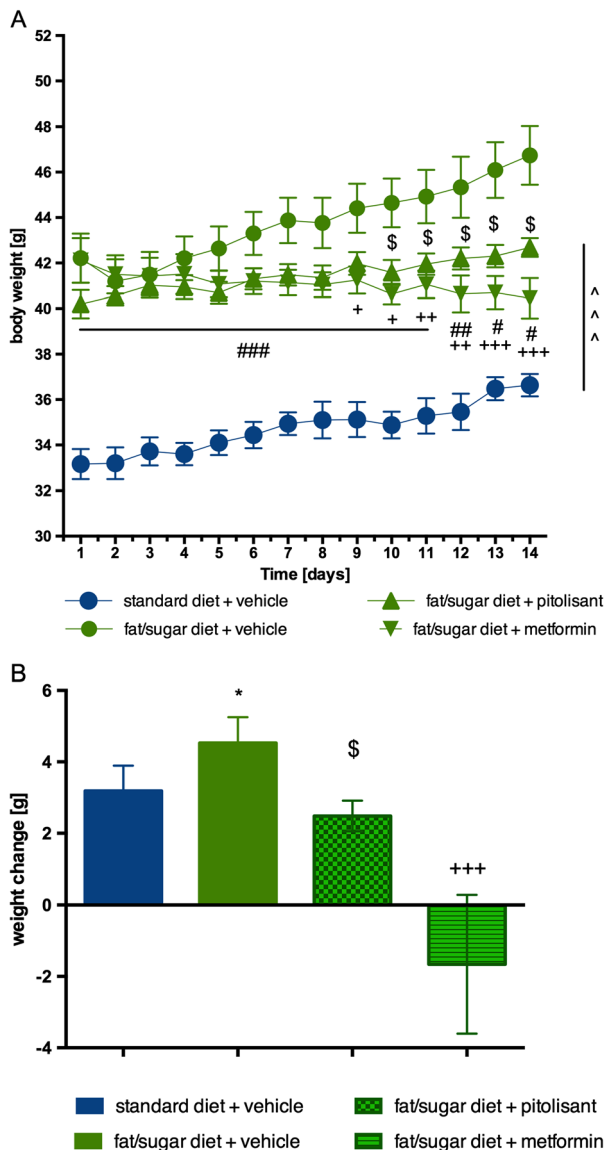 A
52
50
48
46
44
42
40
38
36
34
32
30
body weight [g]
$ $ $ $ $
+ + ++ ## # #
++ +++ +++
###
^ ^ ^
1 2 3 4 5 6 7 8 9 10 11 12 13 14
Time [days]
standard diet + vehicle fat/sugar diet + pitolisant
fat/sugar diet + vehicle fat/sugar diet + metformin
B
6
4
2
0
-2
-4
weight change [g]
*
$
+++
standard diet + vehicle fat/sugar diet + pitolisant
fat/sugar diet + vehicle fat/sugar diet + metformin